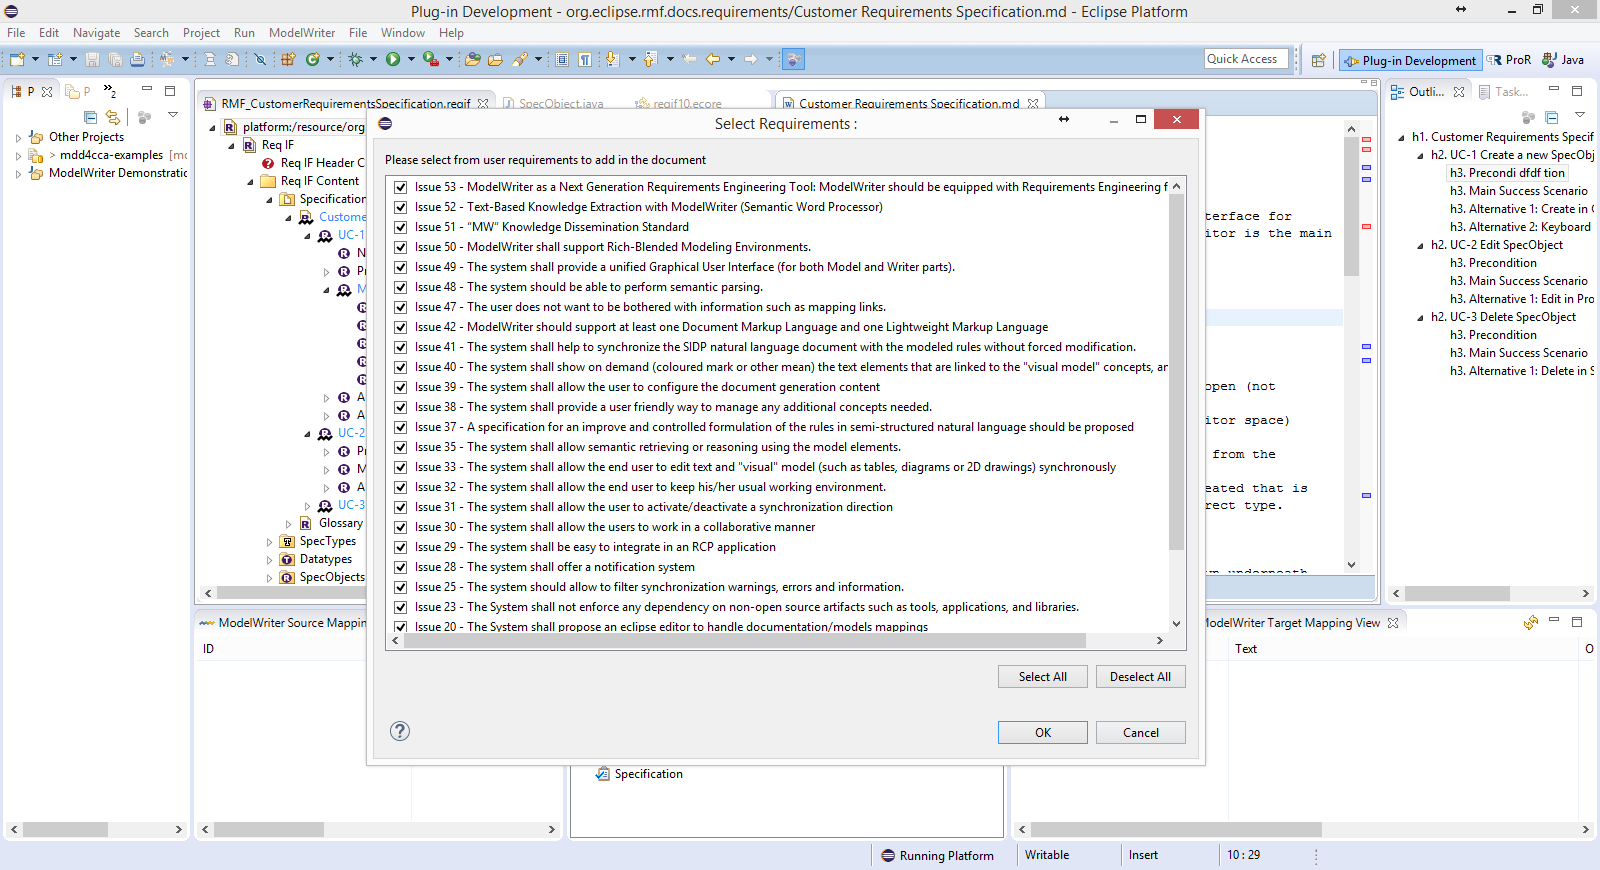 Plug-in Development - org.eclipse.rmf.docs.requirements/Customer Requirements Specification.md - Eclipse Platform
File Edit Navigate Search Project Run ModelWriter File Window Help
Quick Access
Plug-in Development
ProR
Java
P
P
»2
RMF_CustomerRequirementsSpecification.reqif
SpecObject.java
reqif10.ecore
Customer Requirements Specification.md
Outli...
Task...
Other Projects
> mdd4cca-examples
ModelWriter Demonstratic
platform:/resource/org
Req IF
Req IF Header C
Req IF Content
Specification
Custome
UC-1
N
Pr
M
A
A
UC-2
Pr
M
A
UC-3
Glossary
SpecTypes
Datatypes
SpecObjects
Select Requirements :
Please select from user requirements to add in the document
Issue 53 - ModelWriter as a Next Generation Requirements Engineering Tool: ModelWriter should be equipped with Requirements Engineering f
Issue 52 - Text-Based Knowledge Extraction with ModelWriter (Semantic Word Processor)
Issue 51 - “MW” Knowledge Dissemination Standard
Issue 50 - ModelWriter shall support Rich-Blended Modeling Environments.
Issue 49 - The system shall provide a unified Graphical User Interface (for both Model and Writer parts).
Issue 48 - The system should be able to perform semantic parsing.
Issue 47 - The user does not want to be bothered with information such as mapping links.
Issue 42 - ModelWriter should support at least one Document Markup Language and one Lightweight Markup Language
Issue 41 - The system shall help to synchronize the SIDP natural language document with the modeled rules without forced modification.
Issue 40 - The system shall show on demand (coloured mark or other mean) the text elements that are linked to the "visual model" concepts, an
Issue 39 - The system shall allow the user to configure the document generation content
Issue 38 - The system shall provide a user friendly way to manage any additional concepts needed.
Issue 37 - A specification for an improve and controlled formulation of the rules in semi-structured natural language should be proposed
Issue 35 - The system shall allow semantic retrieving or reasoning using the model elements.
Issue 33 - The system shall allow the end user to edit text and "visual" model (such as tables, diagrams or 2D drawings) synchronously
Issue 32 - The system shall allow the end user to keep his/her usual working environment.
Issue 31 - The system shall allow the user to activate/deactivate a synchronization direction
Issue 30 - The system shall allow the users to work in a collaborative manner
Issue 29 - The system shall be easy to integrate in an RCP application
Issue 28 - The system shall offer a notification system
Issue 25 - The system should allow to filter synchronization warnings, errors and information.
Issue 23 - The System shall not enforce any dependency on non-open source artifacts such as tools, applications, and libraries.
Issue 20 - The System shall propose an eclipse editor to handle documentation/models mappings
Select All
Deselect All
OK
Cancel
terface for
itor is the main
open (not
itor space)
from the
eated that is
rect type.
wn underneath
h1. Customer Requirements Specif
h2. UC-1 Create a new SpecObj
h3. Precondi dfdf tion
h3. Main Success Scenario
h3. Alternative 1: Create in
h3. Alternative 2: Keyboard
h2. UC-2 Edit SpecObject
h3. Precondition
h3. Main Success Scenario
h3. Alternative 1: Edit in Pro
h2. UC-3 Delete SpecObject
h3. Precondition
h3. Main Success Scenario
h3. Alternative 1: Delete in S
ModelWriter Source Mappin
ID
Specification
ModelWriter Target Mapping View
Text
O
Running Platform
Writable
Insert
10 : 29